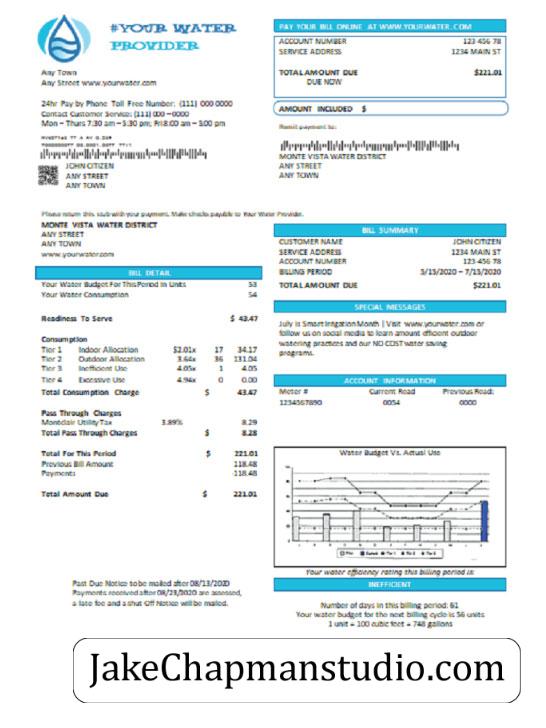 #YOUR WATER
PROVIDER
PAY YOUR BILL ONLINE AT WWW.YOURWATER.COM
ACCOUNT NUMBER 123 456 78
SERVICE ADDRESS 1234 MAIN ST
TOTAL AMOUNT DUE $221.01
DUE NOW
Any Town
Any Street www.yourwater.com
24hr Pay by Phone Toll Free Number: (111) 000 0000
Contact Customer Service: (111) 000 – 0000
Mon – Thurs 7:30 am – 5:30 pm; Fri 8:00 am – 5:00 pm
AMOUNT INCLUDED $
Remit payment to:
JOHN CITIZEN
ANY STREET
ANY TOWN
MONTE VISTA WATER DISTRICT
ANY STREET
ANY TOWN
Please return this stub with your payment. Make checks payable to Your Water Provider.
MONTE VISTA WATER DISTRICT
ANY STREET
ANY TOWN
www.yourwater.com
BILL DETAIL
Your Water Budget For This Period In Units 53
Your Water Consumption 54
Readiness To Serve $ 43.47
Consumption
Tier 1 Indoor Allocation $2.01x 17 34.17
Tier 2 Outdoor Allocation 3.64x 36 131.04
Tier 3 Inefficient Use 4.05x 1 4.05
Tier 4 Excessive Use 4.94x 0 0.00
Total Consumption Charge $ 43.47
Pass Through Charges
Montclair Utility Tax 3.89% 8.29
Total Pass Through Charges $ 8.28
Total For This Period $ 221.01
Previous Bill Amount 118.48
Payments -118.48
Total Amount Due $ 221.01
Past Due Notice to be mailed after 08/13/2020
Payments received after 08/23/2020 are assessed,
a late fee and a shut Off Notice will be mailed.
BILL SUMMARY
CUSTOMER NAME JOHN CITIZEN
SERVICE ADDRESS 1234 MAIN ST
ACCOUNT NUMBER 123 456 78
BILLING PERIOD 5/15/2020 – 7/15/2020
TOTAL AMOUNT DUE $221.01
SPECIAL MESSAGES
July is Smart Irrigation Month | Visit www.yourwater.com or
follow us on social media to learn amount efficient outdoor
watering practices and our NO COST water saving
programs.
ACCOUNT INFORMATION
Meter # Current Read Previous Read:
1234567890 0054 0000
Water Budget Vs. Actual Use
Your water efficiency rating this billing period is:
INEFFICIENT
Number of days in this billing period: 61
Your water budget for the next billing cycle is 56 units
1 unit = 100 cubic feet = 748 gallons
JakeChapmanstudio.com